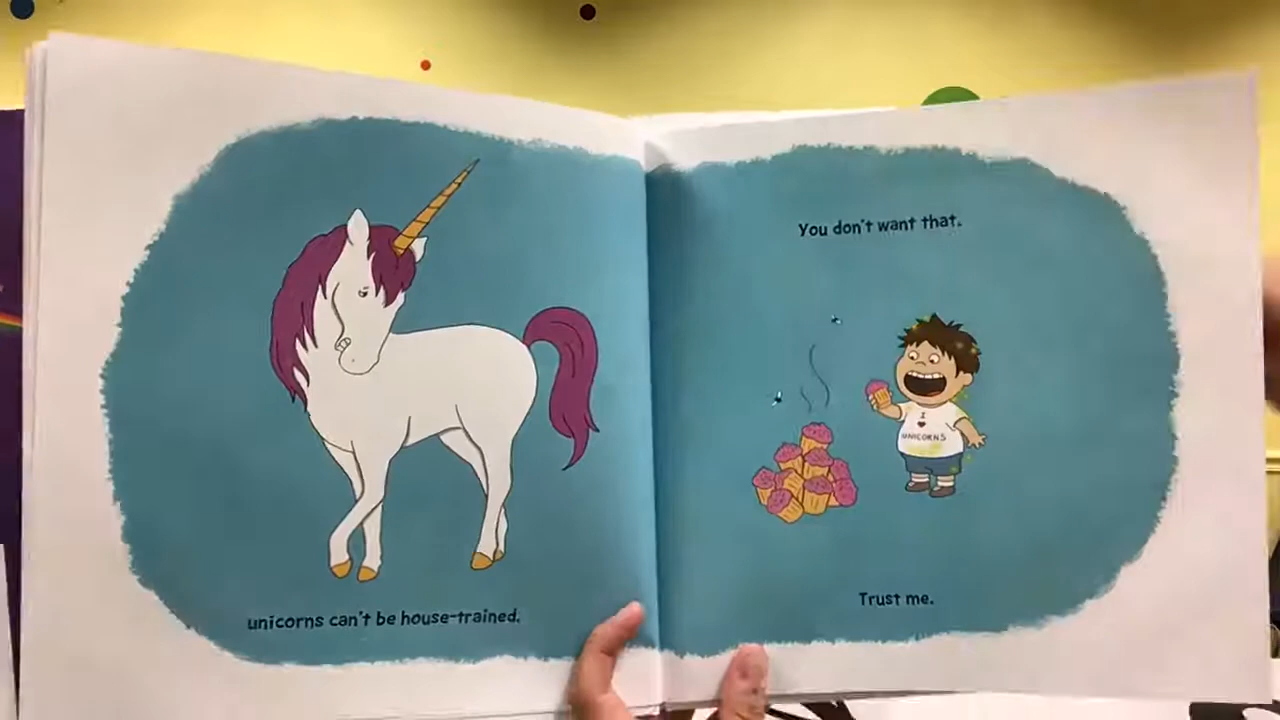 unicorns can't be house-trained.
You don't want that.
I
UNICORNS
Trust me.